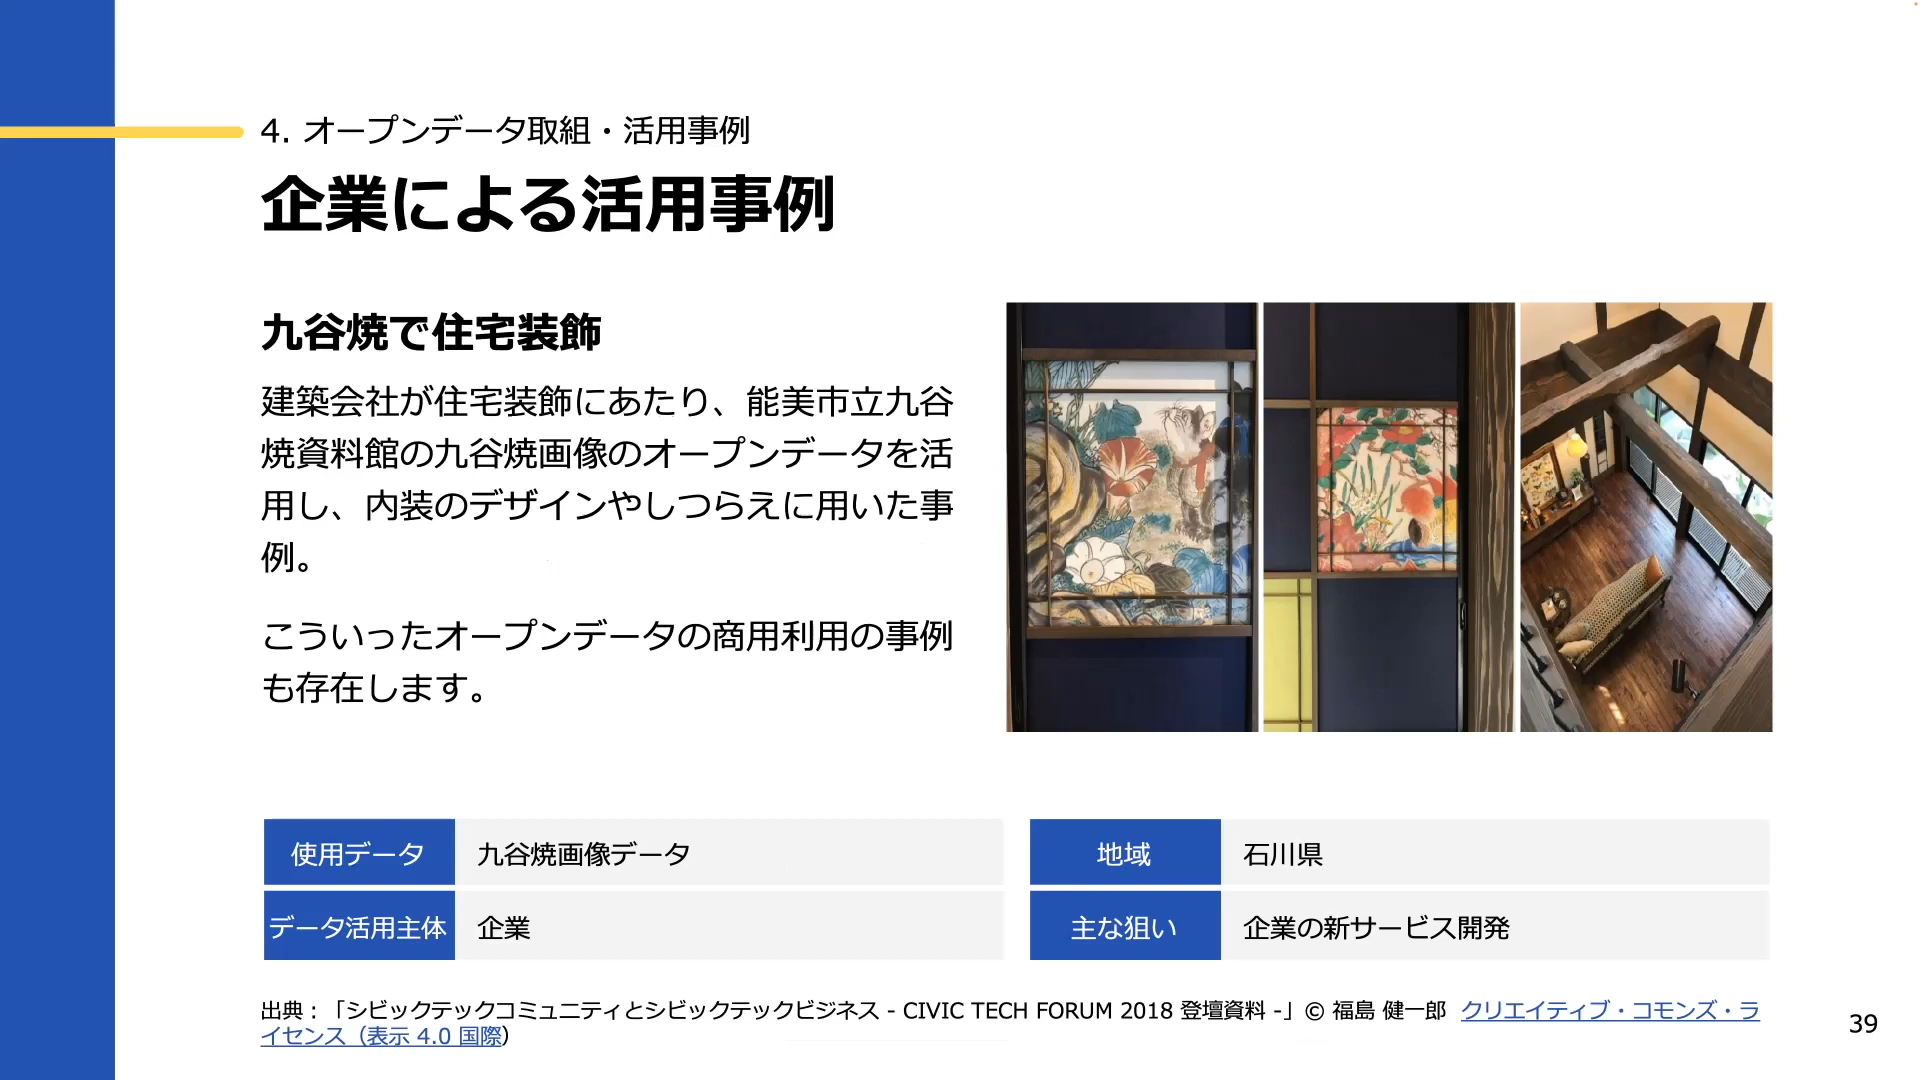 4. オープンデータ取組・活用事例
企業による活用事例
九谷焼で住宅装飾
建築会社が住宅装飾にあたり、能美市立九谷
焼資料館の九谷焼画像のオープンデータを活
用し、内装のデザインやしつらえに用いた事
例。
こういったオープンデータの商用利用の事例
も存在します。
使用データ
九谷焼画像データ
地域
石川県
データ活用主体
企業
主な狙い
企業の新サービス開発
出典：「シビックテックコミュニティとシビックテックビジネス - CIVIC TECH FORUM 2018 登壇資料 -」© 福島 健一郎 クリエイティブ・コモンズ・ラ
イセンス（表示 4.0 国際）
39